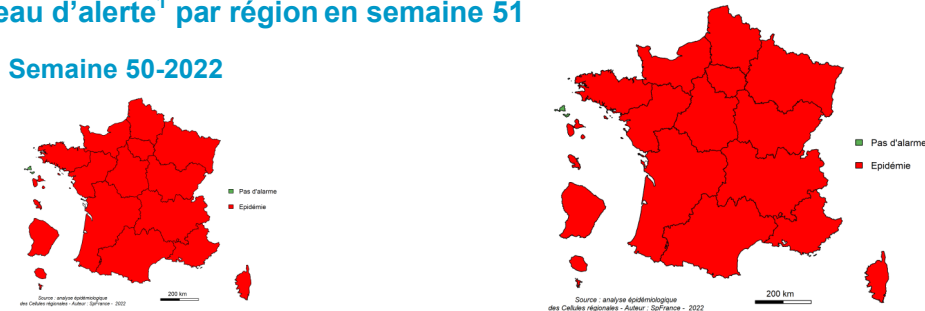 eau d'alerte¹ par région en semaine 51
Semaine 50-2022
Pas d'alarme
Epidémie
Source : analyse épidémiologique
des Cellules régionales - Auteur : SpFrance - 2022
200 km
Pas d'alarme
Epidémie
Source : analyse épidémiologique
des Cellules régionales - Auteur : SpFrance - 2022
200 km